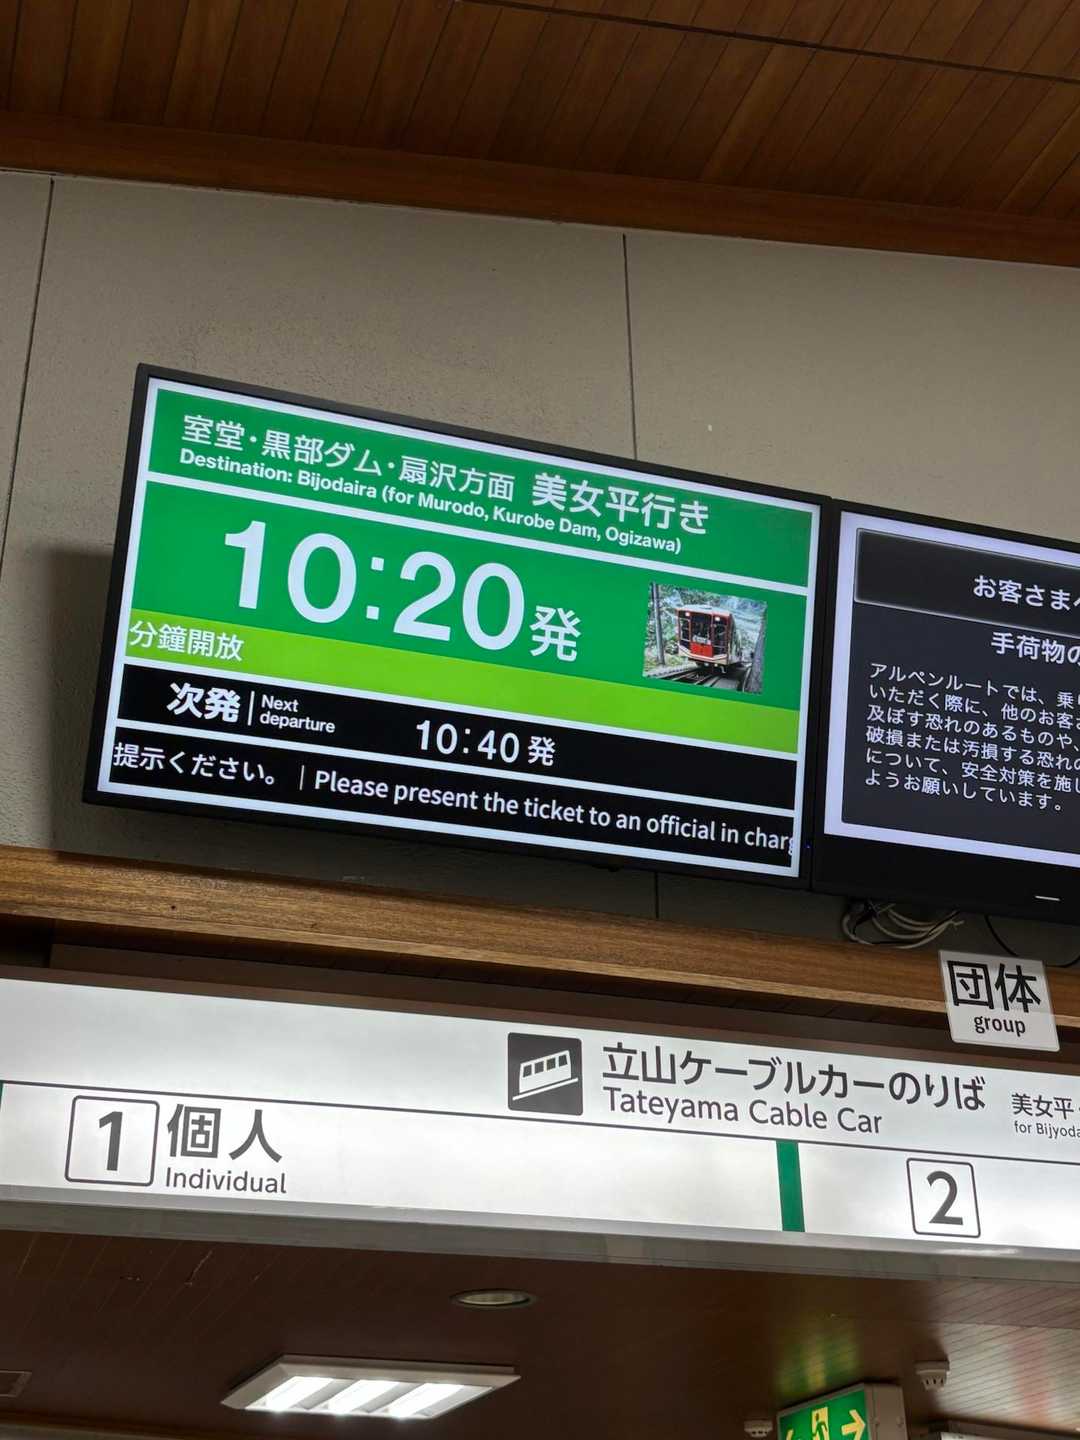 室堂・黒部ダム・扇沢方面 美女平行き
Destination: Bijodaira (for Murodo, Kurobe Dam, Ogizawa)
10:20発
分鐘開放
次発 Next departure 10:40発
提示ください。 | Please present the ticket to an official in charg
お客さまへ
手荷物の
アルペンルートでは、乗
いただく際に、他のお客さ
及ぼす恐れのあるものや、
破損または汚損する恐れの
について、安全対策を施し
ようお願いしています。
団体
group
立山ケーブルカーのりば
Tateyama Cable Car
美女平・
for Bijyoda
1 個人
Individual
2